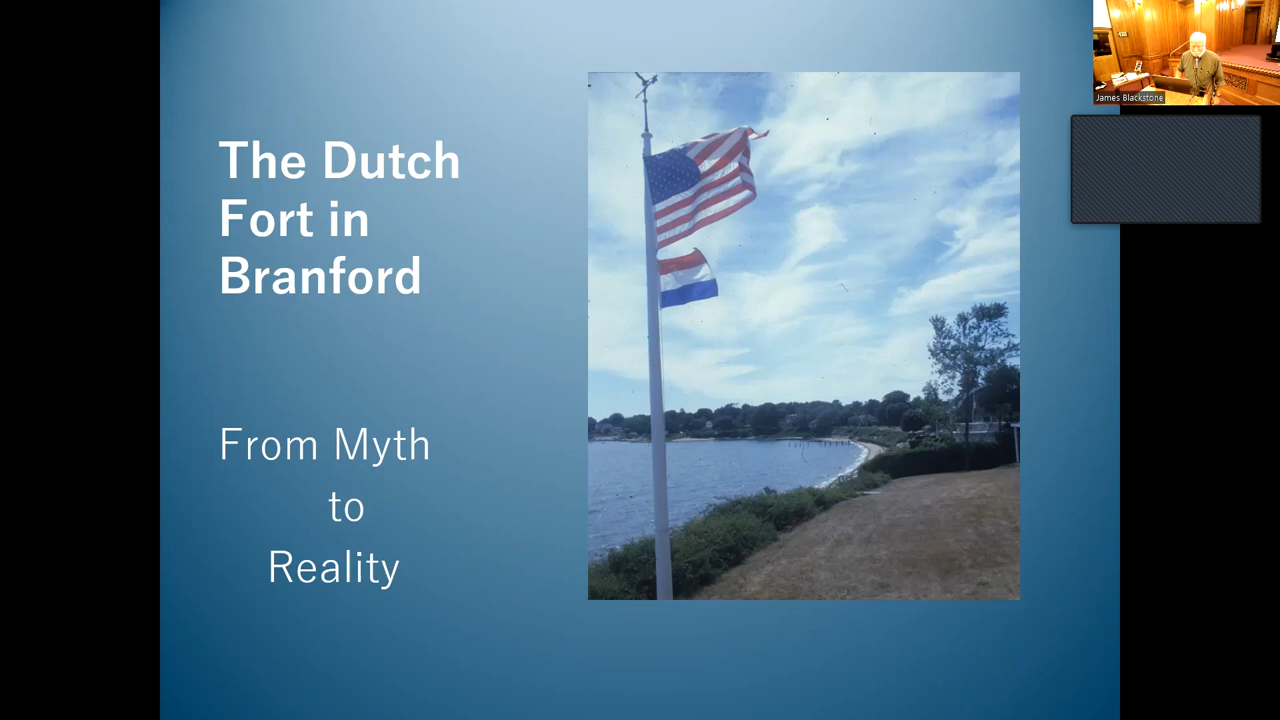 The Dutch
Fort in
Branford
From Myth
to
Reality
James Blackstone